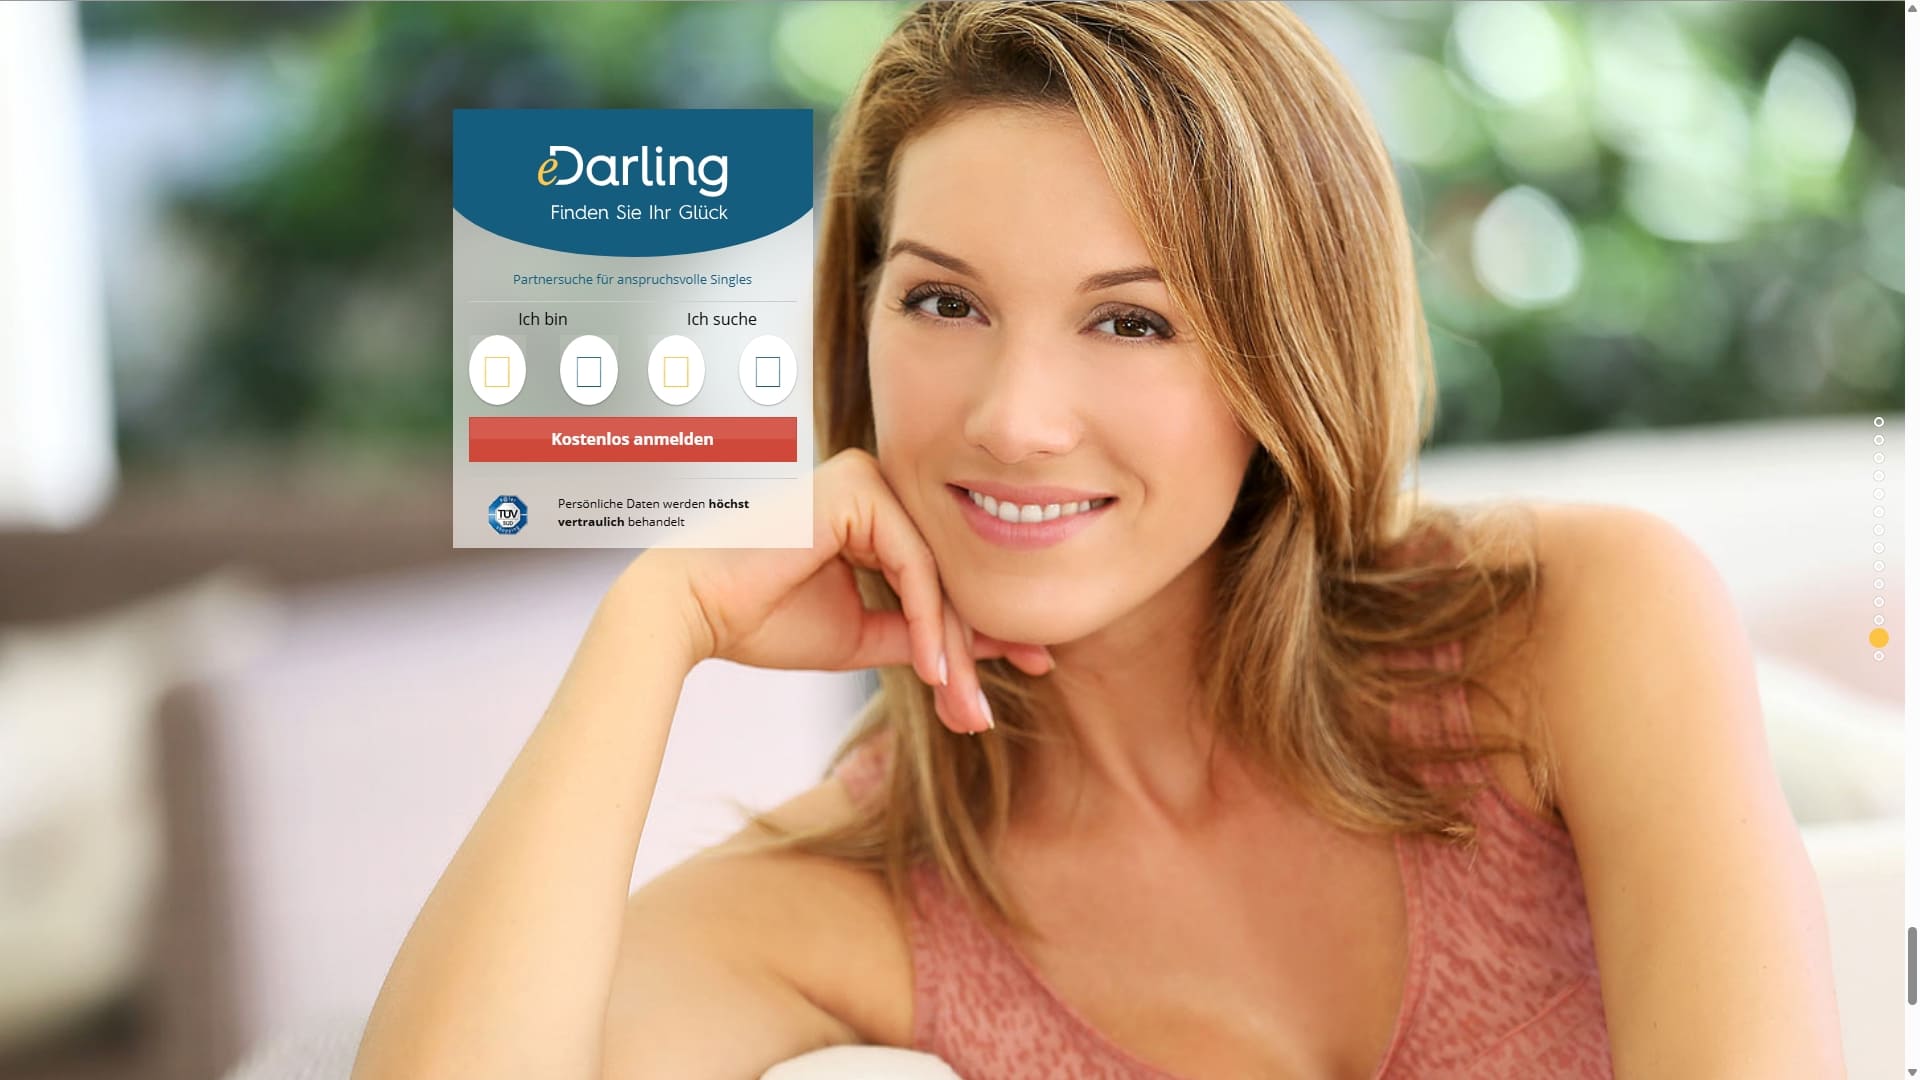 eDarling
Finden Sie Ihr Glück
Partnersuche für anspruchsvolle Singles
Ich bin
Ich suche
Kostenlos anmelden
TÜV
SÜD
Persönliche Daten werden höchst
vertraulich behandelt